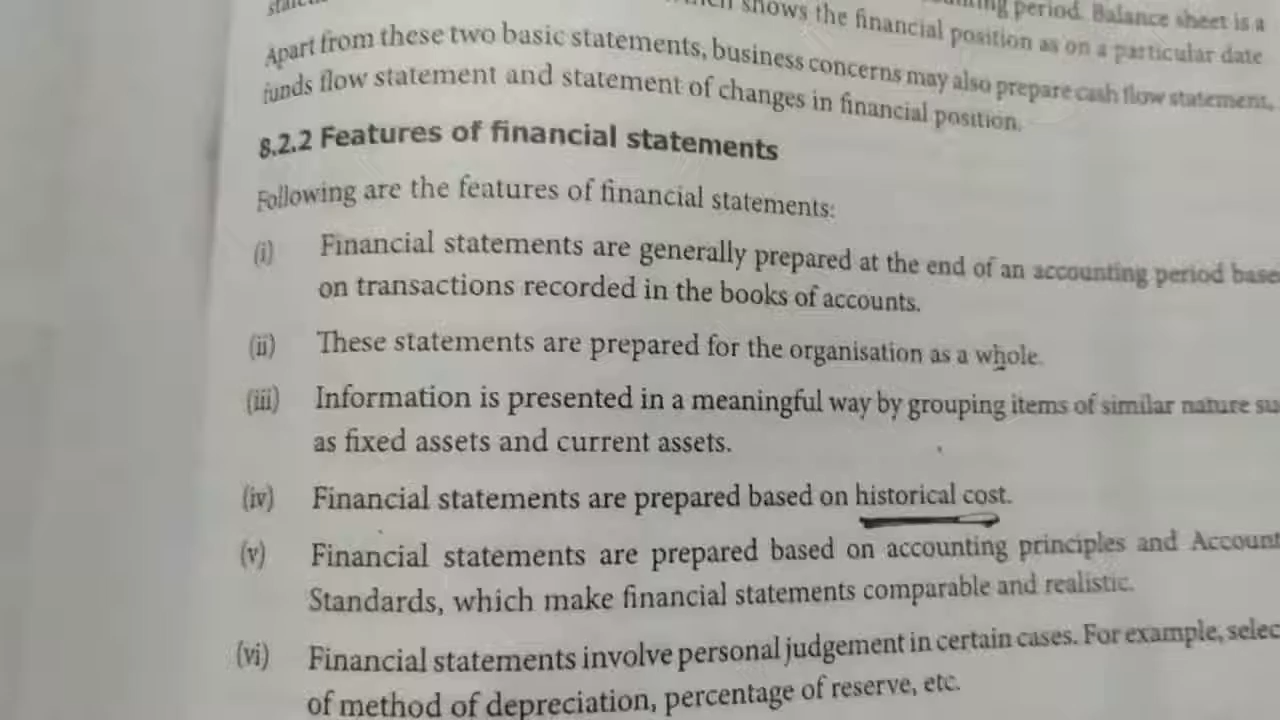 shows the financial position as on a particular date
period. Balance sheet is a
Apart from these two basic statements, business concerns may also prepare cash flow statement,
funds flow statement and statement of changes in financial position.
8.2.2 Features of financial statements
Following are the features of financial statements:
(i) Financial statements are generally prepared at the end of an accounting period base
on transactions recorded in the books of accounts.
(ii) These statements are prepared for the organisation as a whole.
(iii) Information is presented in a meaningful way by grouping items of similar nature su
as fixed assets and current assets.
(iv) Financial statements are prepared based on historical cost.
(v) Financial statements are prepared based on accounting principles and Account
Standards, which make financial statements comparable and realistic.
(vi) Financial statements involve personal judgement in certain cases. For example, selec
of method of depreciation, percentage of reserve, etc.